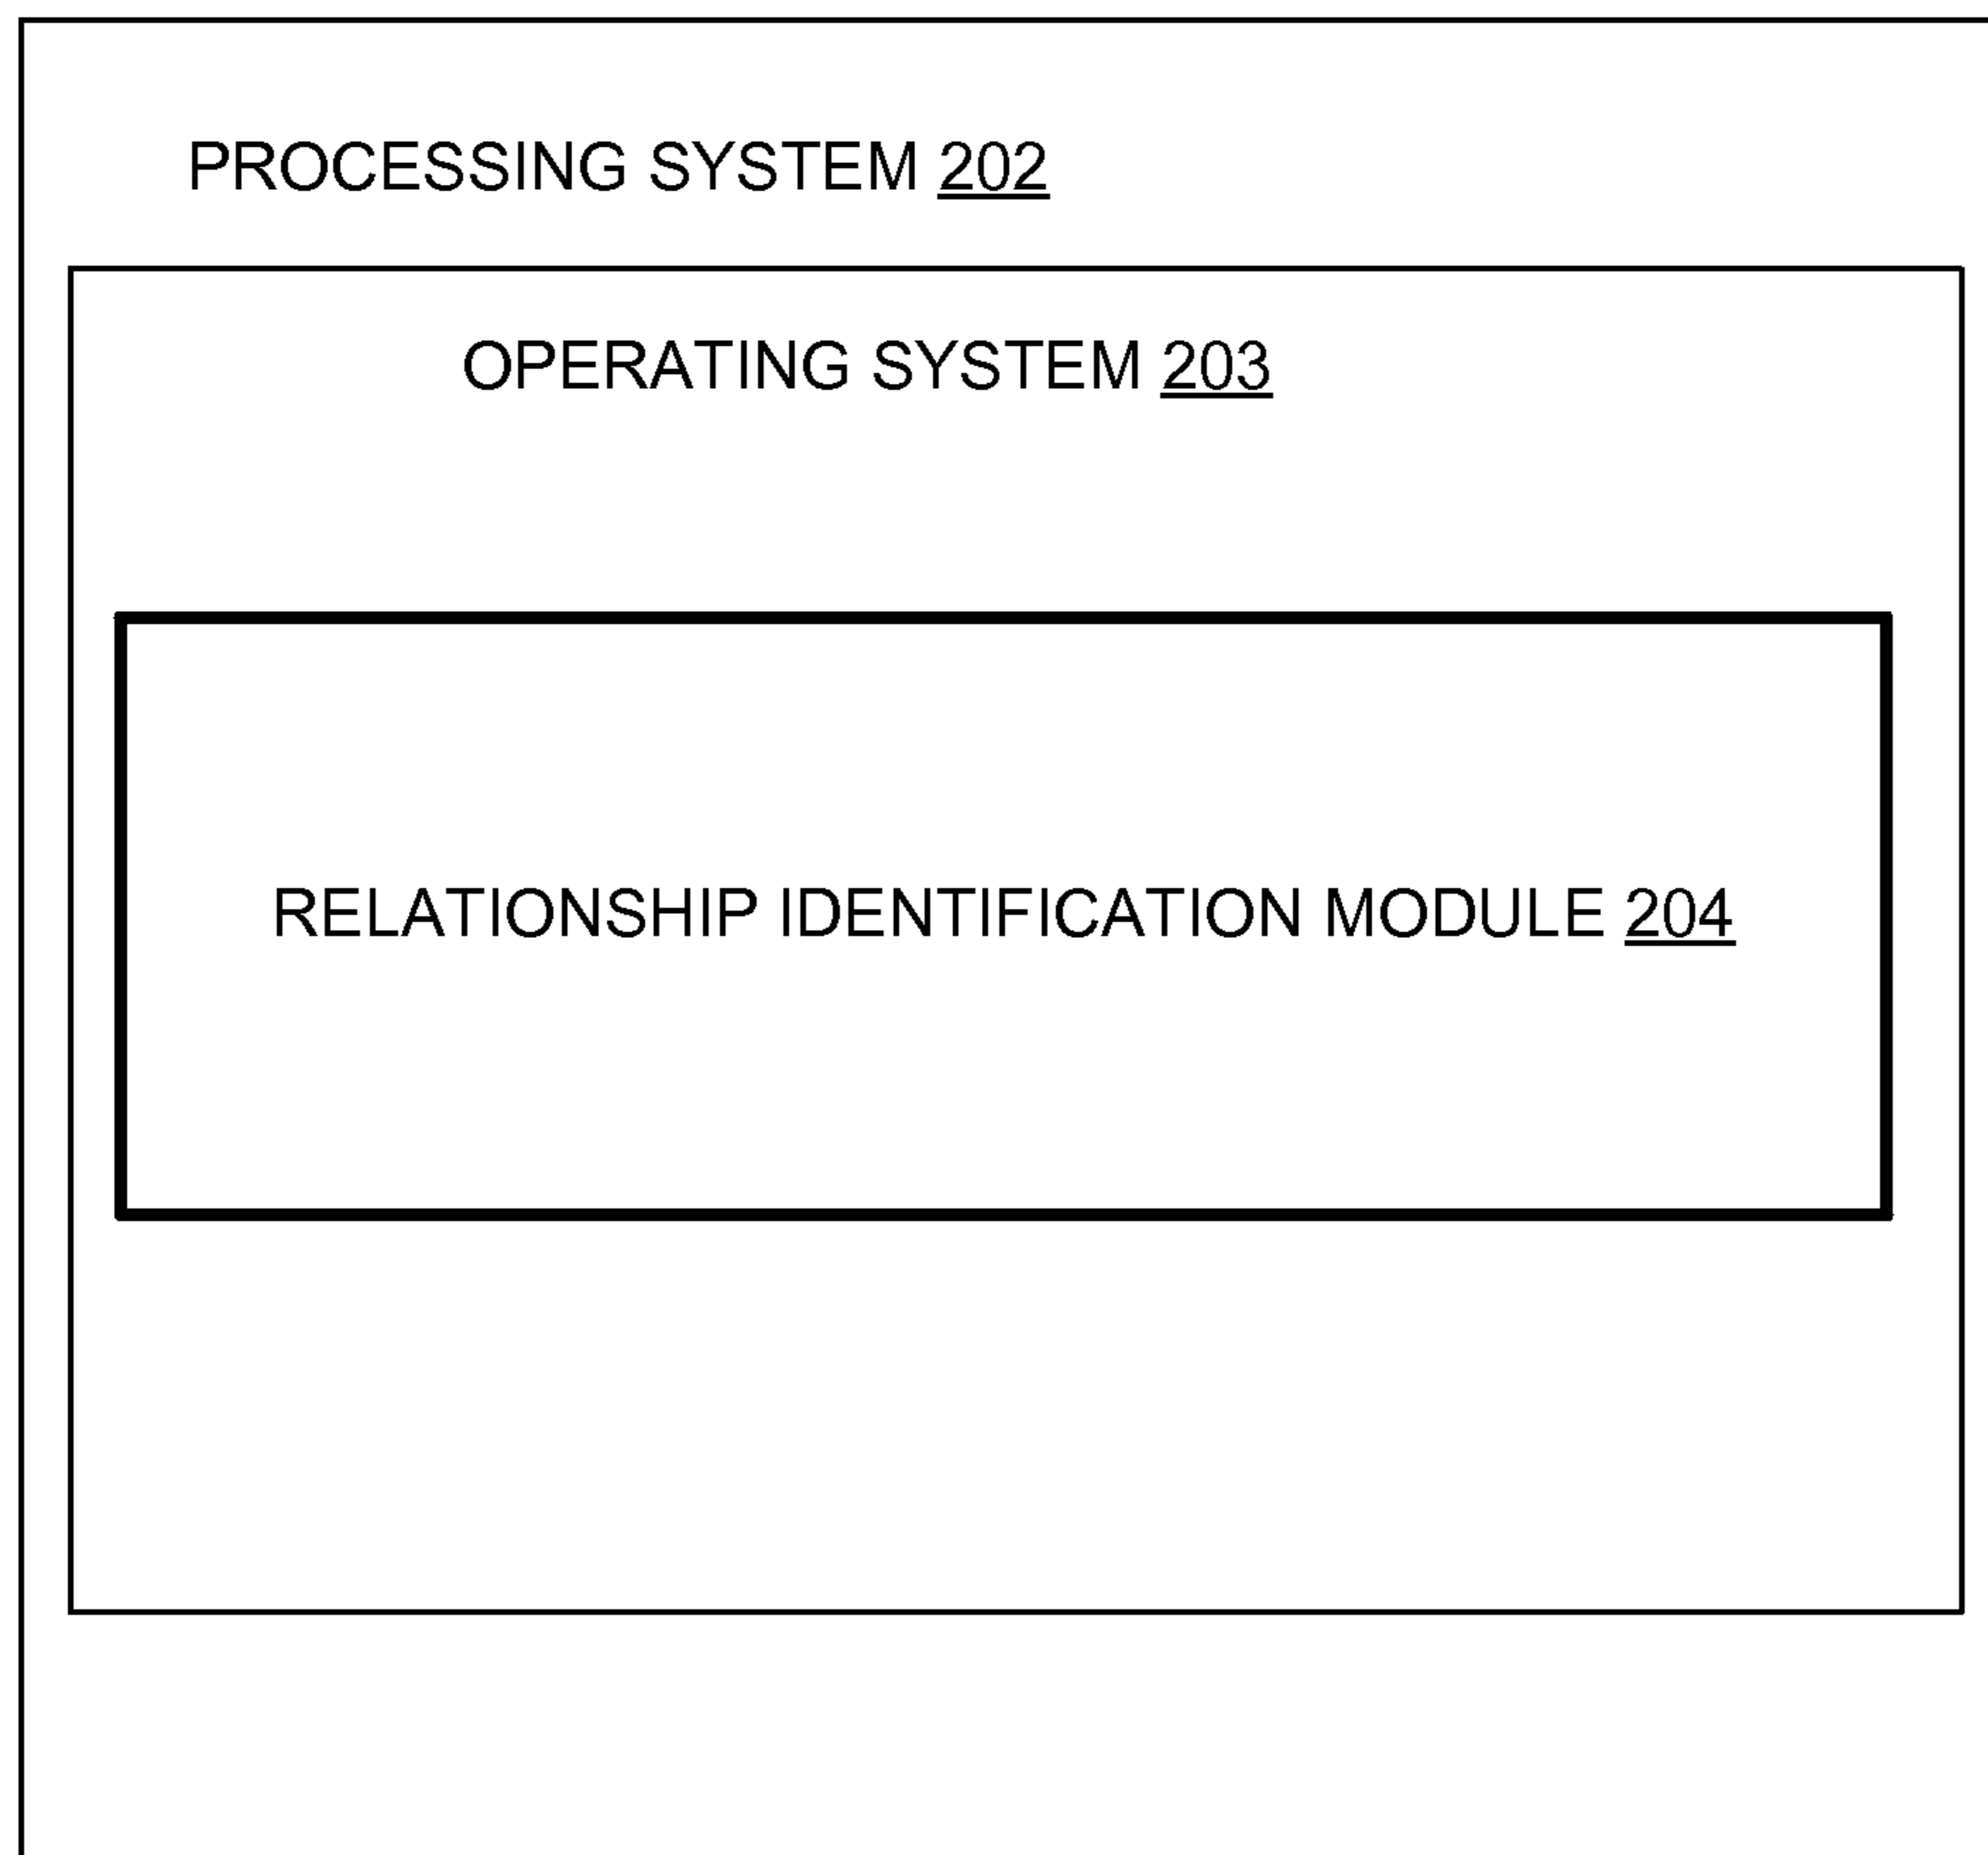 PROCESSING SYSTEM 202
OPERATING SYSTEM 203
RELATIONSHIP IDENTIFICATION MODULE 204